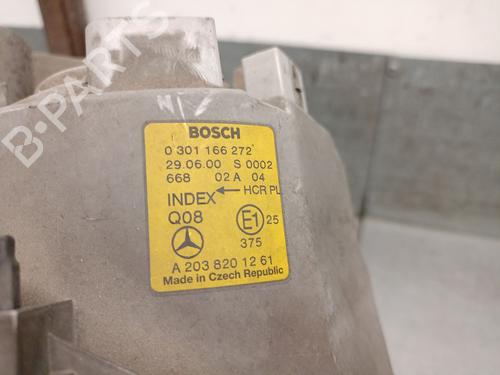 B-PARTS
BOSCH
0 301 166 272
29.06.00 S 0002
668 02 A 04
INDEX ← HCR PL
Q08 E1 25
375
A 203 820 12 61
Made in Czech Republic